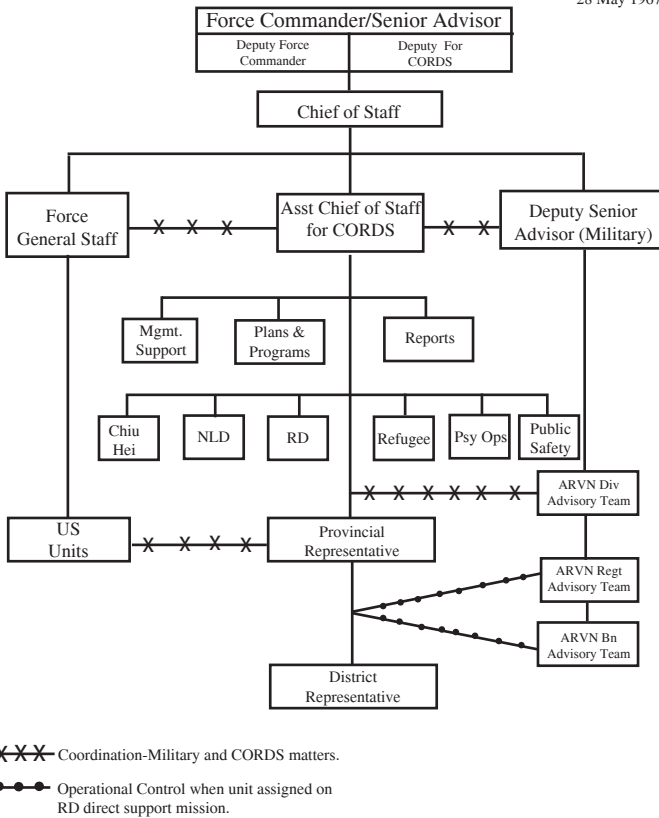 28 May 1967
Force Commander/Senior Advisor
Deputy Force
Commander
Deputy For
CORDS
Chief of Staff
Force
General Staff
X X X
Asst Chief of Staff
for CORDS
X X
Deputy Senior
Advisor (Military)
Mgmt.
Support
Plans &
Programs
Reports
Chiu
Hei
NLD
RD
Refugee
Psy Ops
Public
Safety
X X X X X X
ARVN Div
Advisory Team
US
Units
X X X X
Provincial
Representative
ARVN Regt
Advisory Team
ARVN Bn
Advisory Team
District
Representative
X X X Coordination-Military and CORDS matters.
Operational Control when unit assigned on
RD direct support mission.